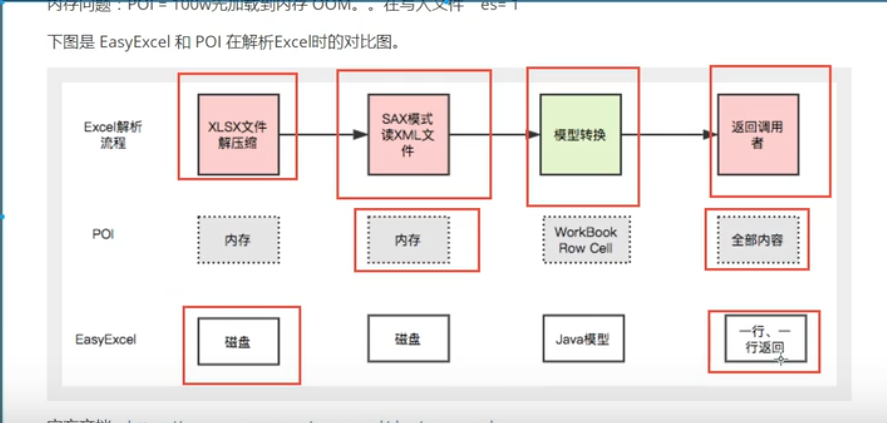 内存问题：POI = 100w先加载到内存 OOM。。在写入文件 es= 1
下图是 EasyExcel 和 POI 在解析Excel时的对比图。
Excel解析
流程
XLSX文件
解压缩
SAX模式
读XML文
件
模型转换
返回调用
者
POI
内存
内存
WorkBook
Row Cell
全部内容
EasyExcel
磁盘
磁盘
Java模型
一行、一
行返回